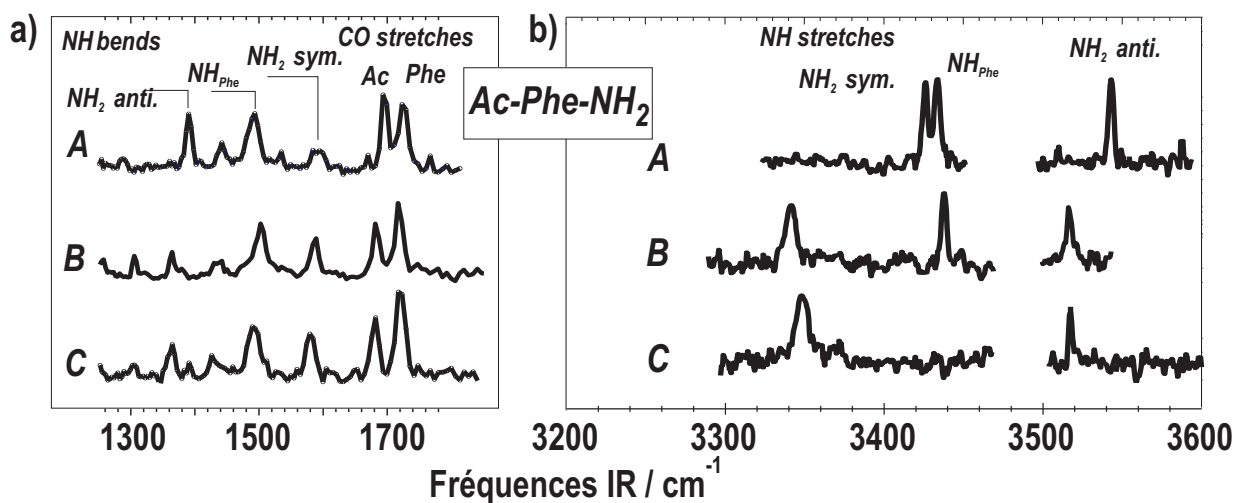 a)
NH bends
NH2 sym.
CO stretches
NHPhe
Ac Phe
NH2 anti.
A
B
C
1300 1500 1700
Ac-Phe-NH2
b)
NH stretches
NH2 anti.
NH2 sym.
NHPhe
A
B
C
3200 3300 3400 3500 3600
Fréquences IR / cm-1